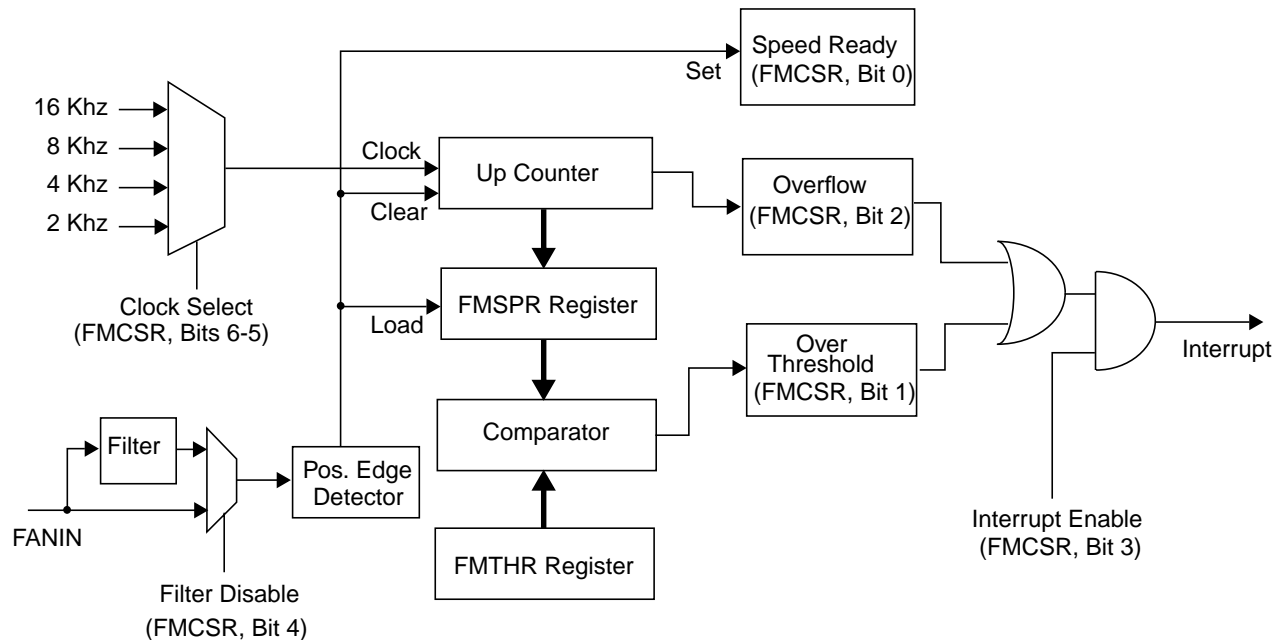 Speed Ready
(FMCSR, Bit 0)
Set
16 Khz
8 Khz
4 Khz
2 Khz
Clock
Clear
Up Counter
Overflow
(FMCSR, Bit 2)
Clock Select
(FMCSR, Bits 6-5)
Load
FMSPR Register
Over
Threshold
(FMCSR, Bit 1)
Interrupt
Comparator
Filter
Pos. Edge
Detector
FANIN
FMTHR Register
Interrupt Enable
(FMCSR, Bit 3)
Filter Disable
(FMCSR, Bit 4)